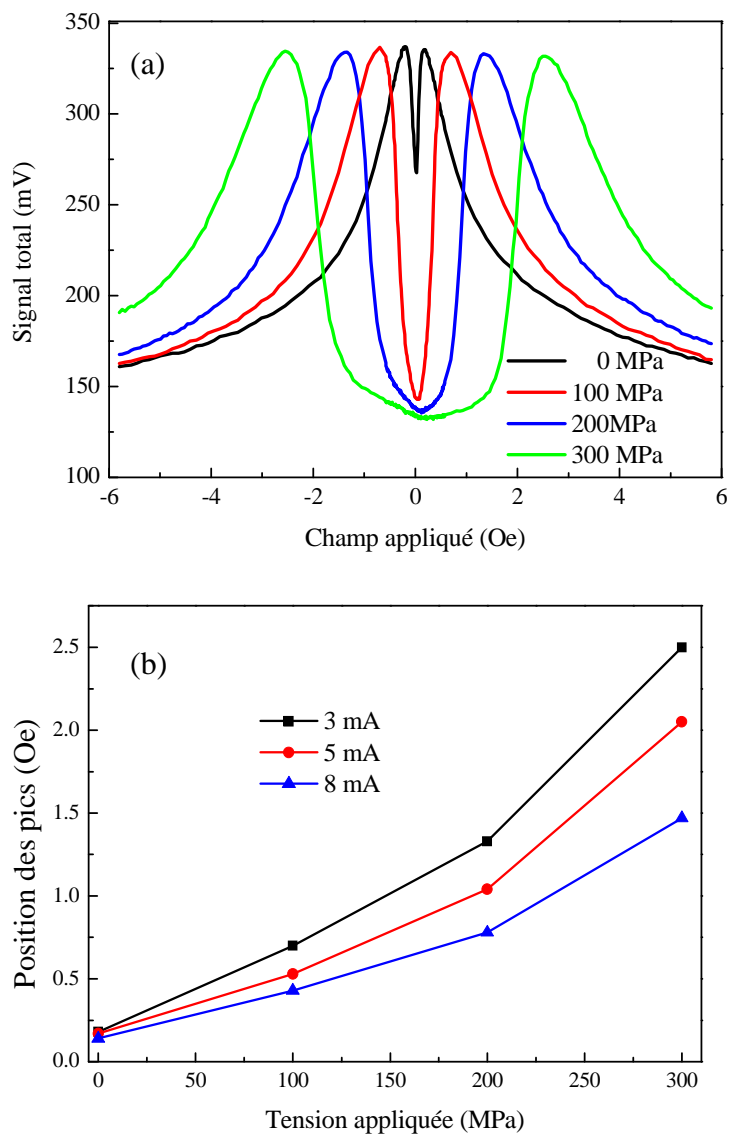 350
(a)
300
250
200
150
100
Signal total (mV)
0 MPa
100 MPa
200MPa
300 MPa
-6 -4 -2 0 2 4 6
Champ appliqué (Oe)
2.5
(b)
2.0
1.5
1.0
0.5
0.0
Position des pics (Oe)
3 mA
5 mA
8 mA
0 50 100 150 200 250 300
Tension appliquée (MPa)